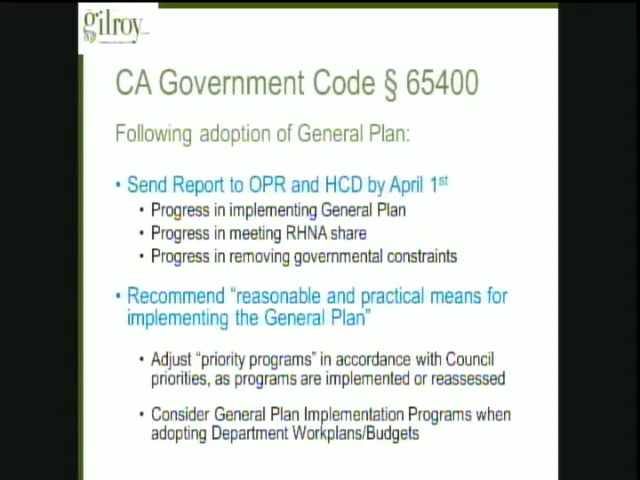 gilroy
CA Government Code § 65400
Following adoption of General Plan:
• Send Report to OPR and HCD by April 1st
• Progress in implementing General Plan
• Progress in meeting RHNA share
• Progress in removing governmental constraints
• Recommend “reasonable and practical means for
implementing the General Plan”
• Adjust “priority programs” in accordance with Council
priorities, as programs are implemented or reassessed
• Consider General Plan Implementation Programs when
adopting Department Workplans/Budgets